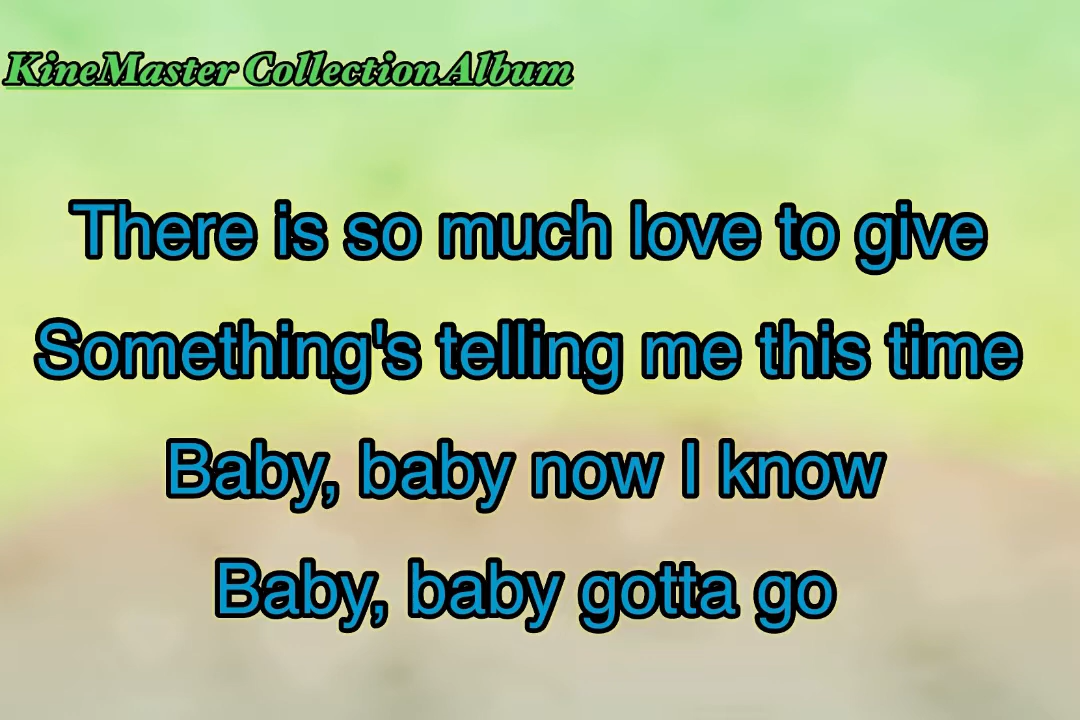 KineMaster Collection Album
There is so much love to give
Something's telling me this time
Baby, baby now I know
Baby, baby gotta go